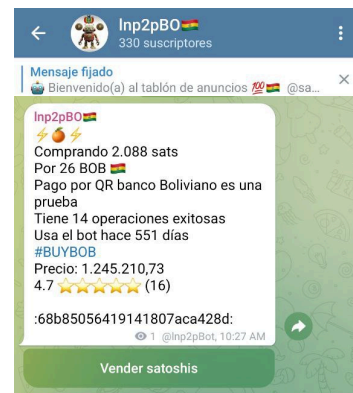 lnp2pBO🇧🇴
330 suscriptores
Mensaje fijado
🤖 Bienvenido(a) al tablón de anuncios 💯🇧🇴 @sa...
lnp2pBO🇧🇴
⚡🍊⚡
Comprando 2.088 sats
Por 26 BOB 🇧🇴
Pago por QR banco Boliviano es una
prueba
Tiene 14 operaciones exitosas
Usa el bot hace 551 días
#BUYBOB
Precio: 1.245.210,73
4.7 ⭐⭐⭐⭐⭐ (16)
:68b85056419141807aca428d:
1 @lnp2pBot, 10:27 AM
Vender satoshis